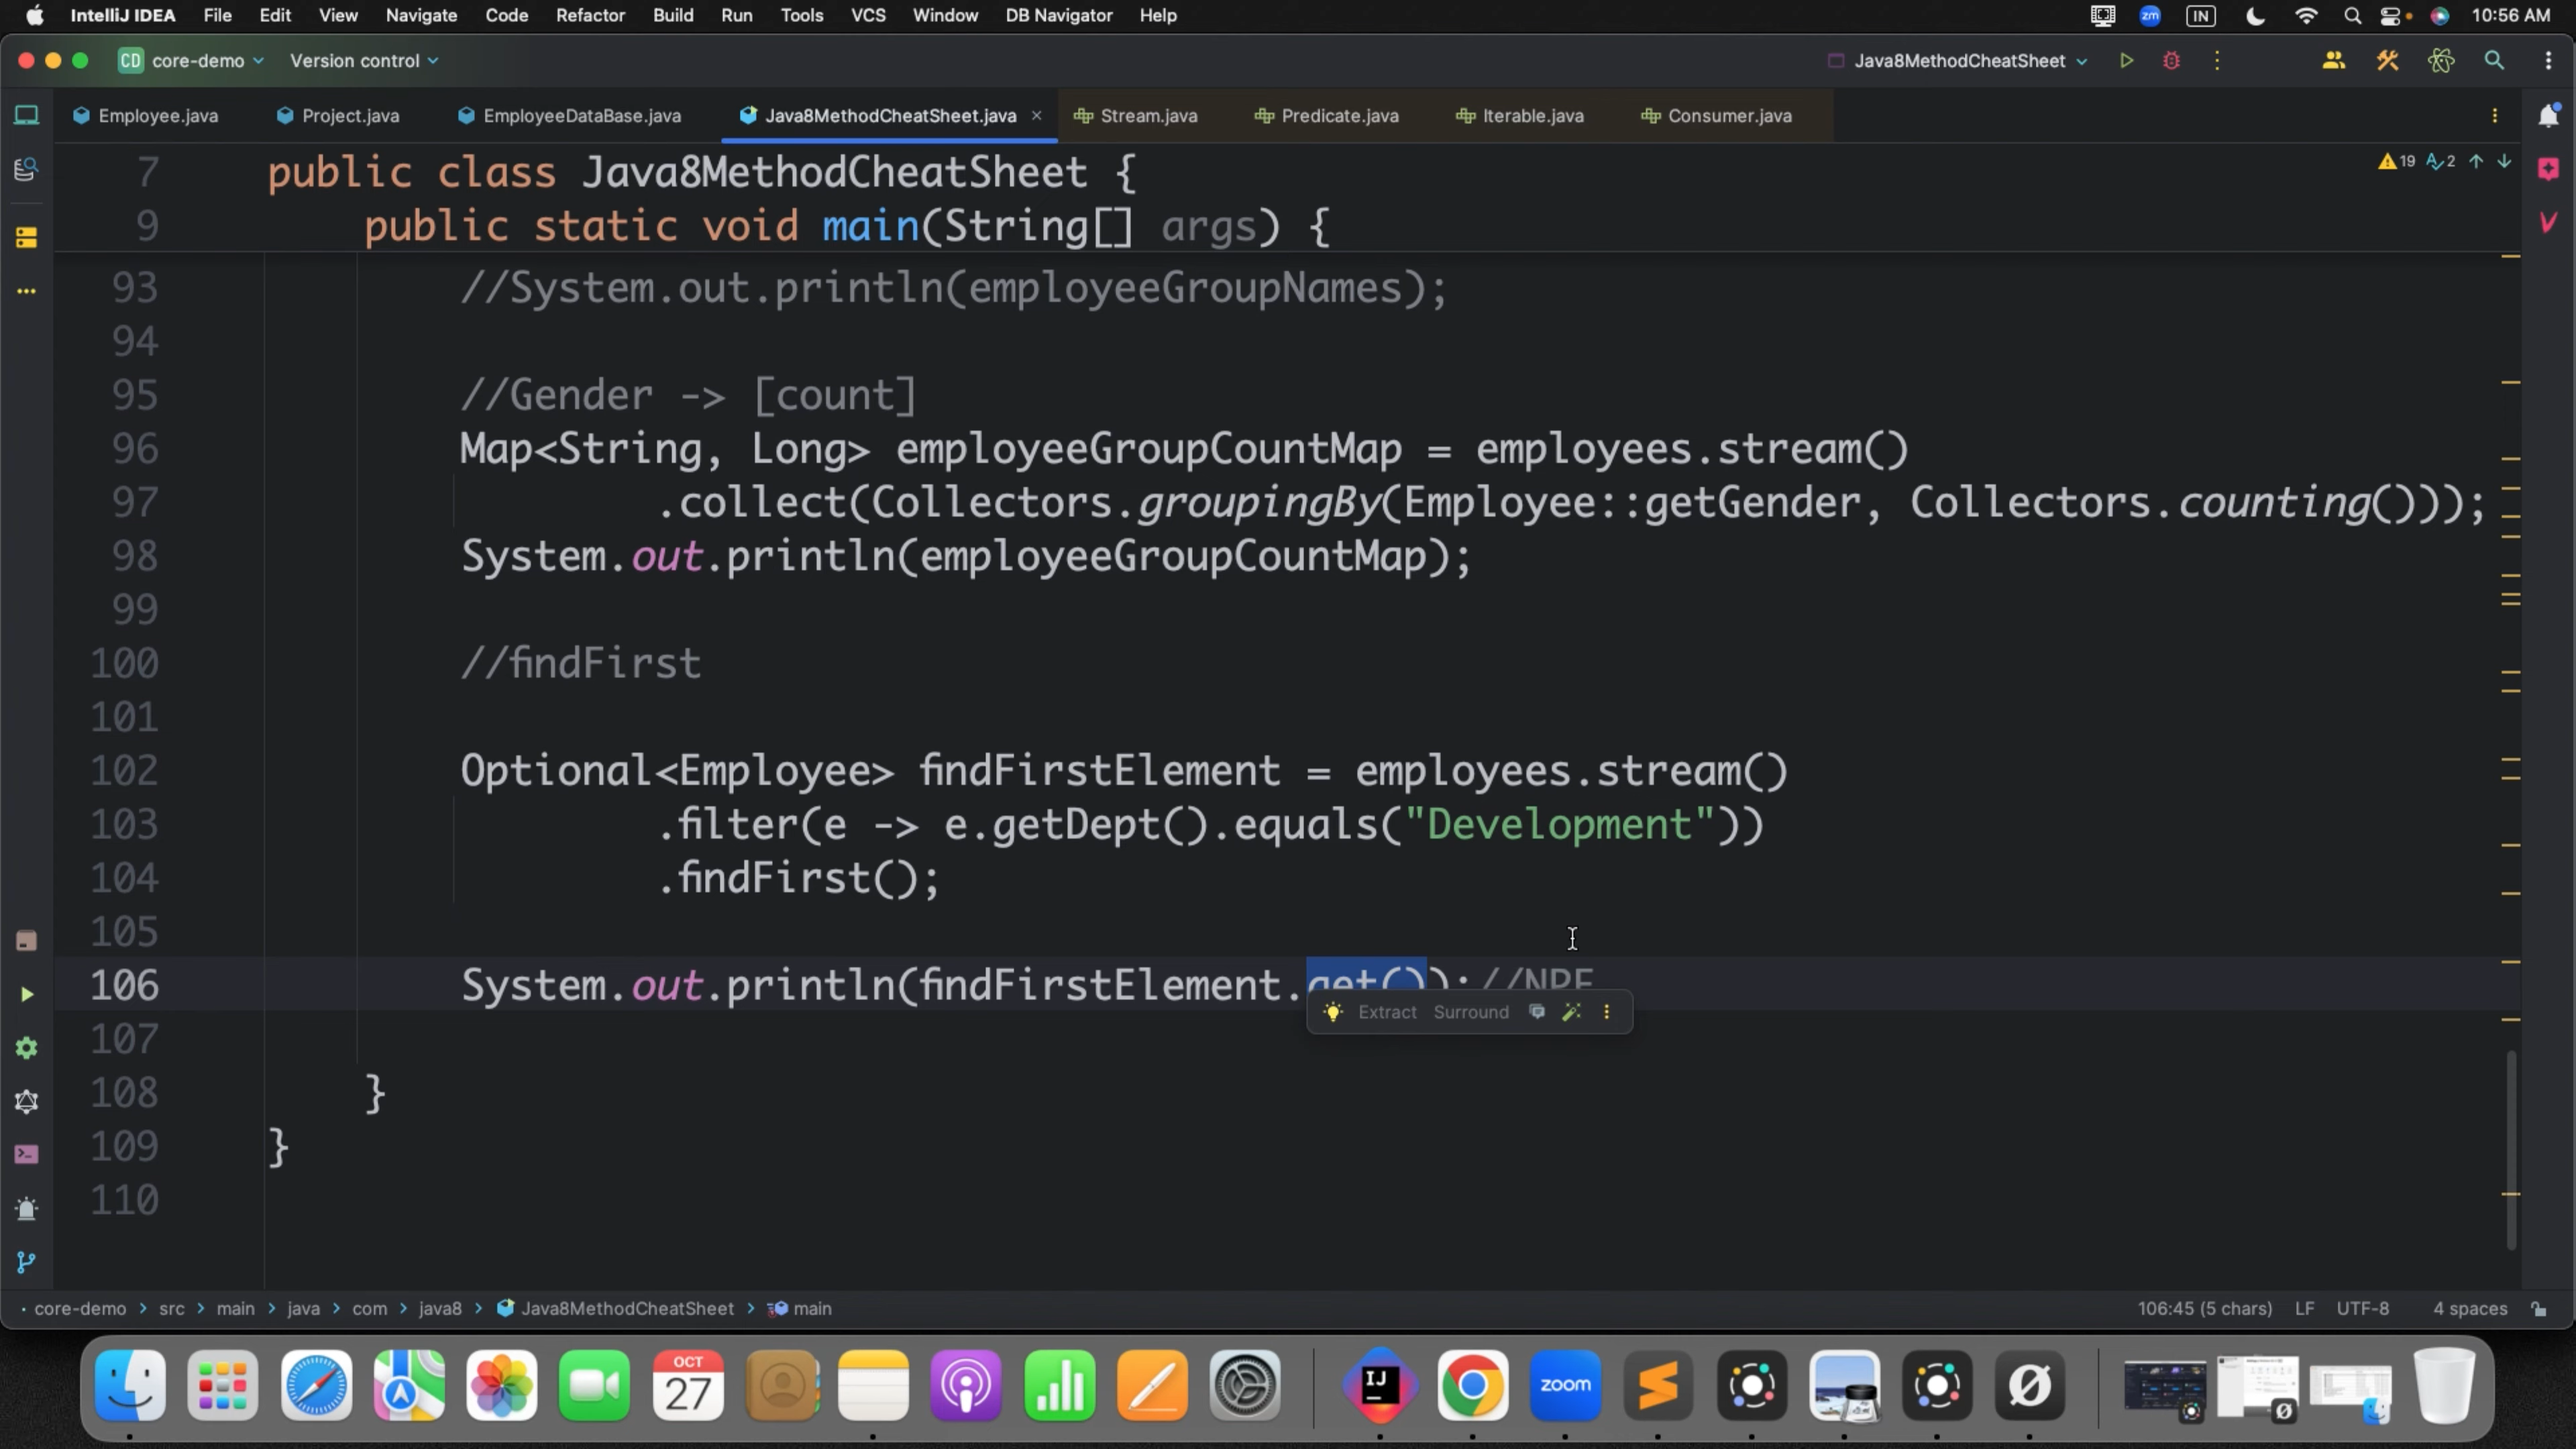 IntelliJ IDEA File Edit View Navigate Code Refactor Build Run Tools VCS Window DB Navigator Help zm IN 10:56 AM
CD core-demo Version control Java8MethodCheatSheet
Employee.java Project.java EmployeeDataBase.java Java8MethodCheatSheet.java Stream.java Predicate.java Iterable.java Consumer.java
7 public class Java8MethodCheatSheet { 19 2
9 public static void main(String[] args) {
93 //System.out.println(employeeGroupNames);
94
95 //Gender -> [count]
96 Map<String, Long> employeeGroupCountMap = employees.stream()
97 .collect(Collectors.groupingBy(Employee::getGender, Collectors.counting()));
98 System.out.println(employeeGroupCountMap);
99
100 //findFirst
101
102 Optional<Employee> findFirstElement = employees.stream()
103 .filter(e -> e.getDept().equals("Development"))
104 .findFirst();
105
106 System.out.println(findFirstElement.get());//NPE
Extract Surround
107
108 }
109 }
110
core-demo > src > main > java > com > java8 > Java8MethodCheatSheet > main 106:45 (5 chars) LF UTF-8 4 spaces
OCT
27
IJ
zoom